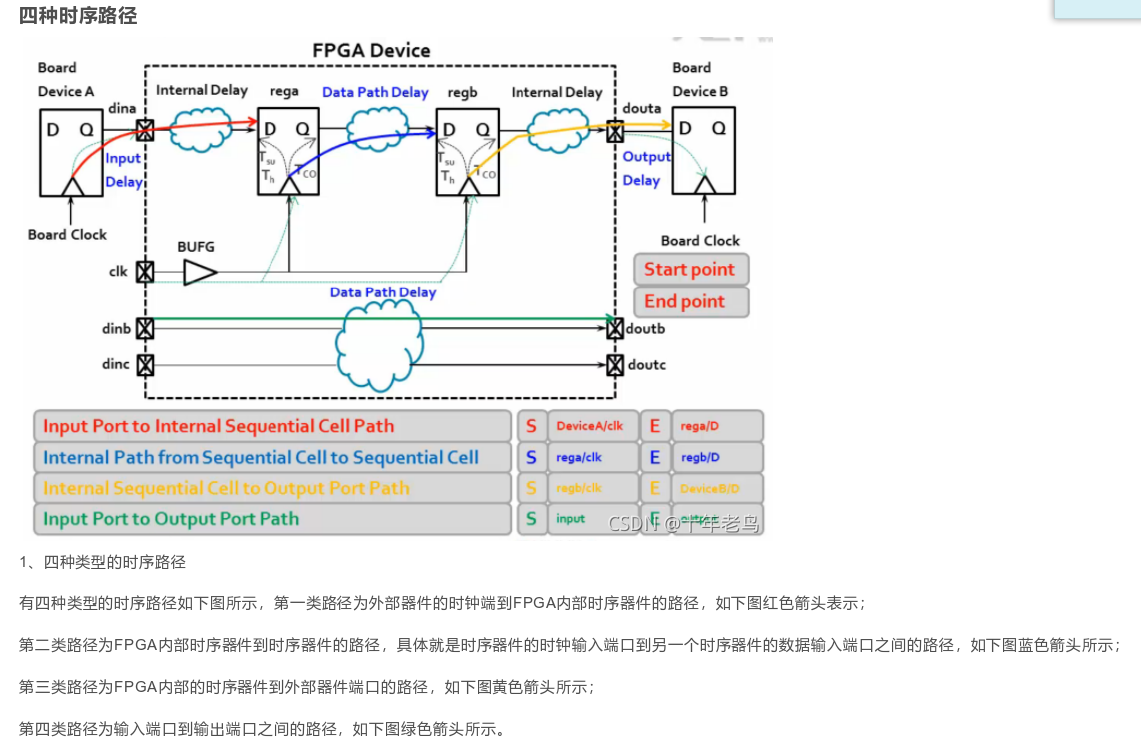 四种时序路径
FPGA Device
Board
Device A
Board
Device B
Internal Delay
rega
Data Path Delay
regb
Internal Delay
dina
douta
D Q
D Q
D Q
D Q
Input
Delay
Tsu
Th
TCO
Tsu
Th
TCO
Output
Delay
Board Clock
Board Clock
BUFG
clk
Start point
End point
Data Path Delay
dinb
doutb
dinc
doutc
Input Port to Internal Sequential Cell Path S DeviceA/clk E rega/D
Internal Path from Sequential Cell to Sequential Cell S rega/clk E regb/D
Internal Sequential Cell to Output Port Path S regb/clk E DeviceB/D
Input Port to Output Port Path S input E output
CSDN @十年老鸟
1、四种类型的时序路径
有四种类型的时序路径如下图所示，第一类路径为外部器件的时钟端到FPGA内部时序器件的路径，如下图红色箭头表示；
第二类路径为FPGA内部时序器件到时序器件的路径，具体就是时序器件的时钟输入端口到另一个时序器件的数据输入端口之间的路径，如下图蓝色箭头所示；
第三类路径为FPGA内部的时序器件到外部器件端口的路径，如下图黄色箭头所示；
第四类路径为输入端口到输出端口之间的路径，如下图绿色箭头所示。